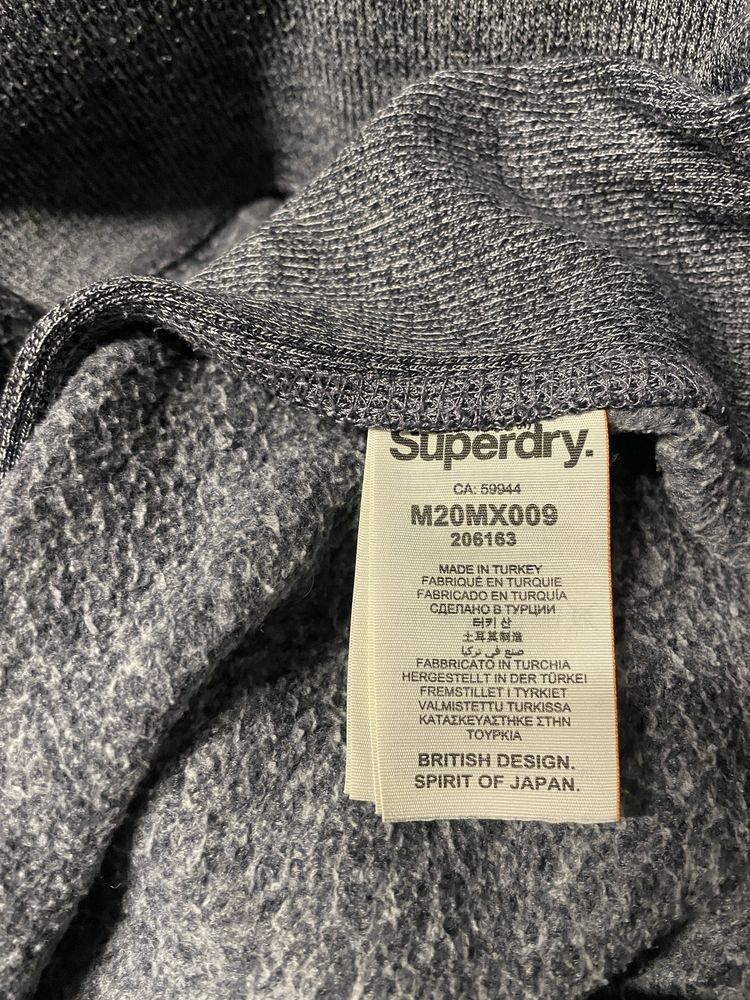 Superdry.
CA: 59944
M20MX009
206163
MADE IN TURKEY
FABRIQUÉ EN TURQUIE
FABRICADO EN TURQUÍA
СДЕЛАНО В ТУРЦИИ
터키 산
土耳其制造
صنع في تركيا
FABBRICATO IN TURCHIA
HERGESTELLT IN DER TÜRKEI
FREMSTILLET I TYRKIET
VALMISTETTU TURKISSA
ΚΑΤΑΣΚΕΥΑΣΤΗΚΕ ΣΤΗΝ
ΤΟΥΡΚΙΑ
BRITISH DESIGN.
SPIRIT OF JAPAN.